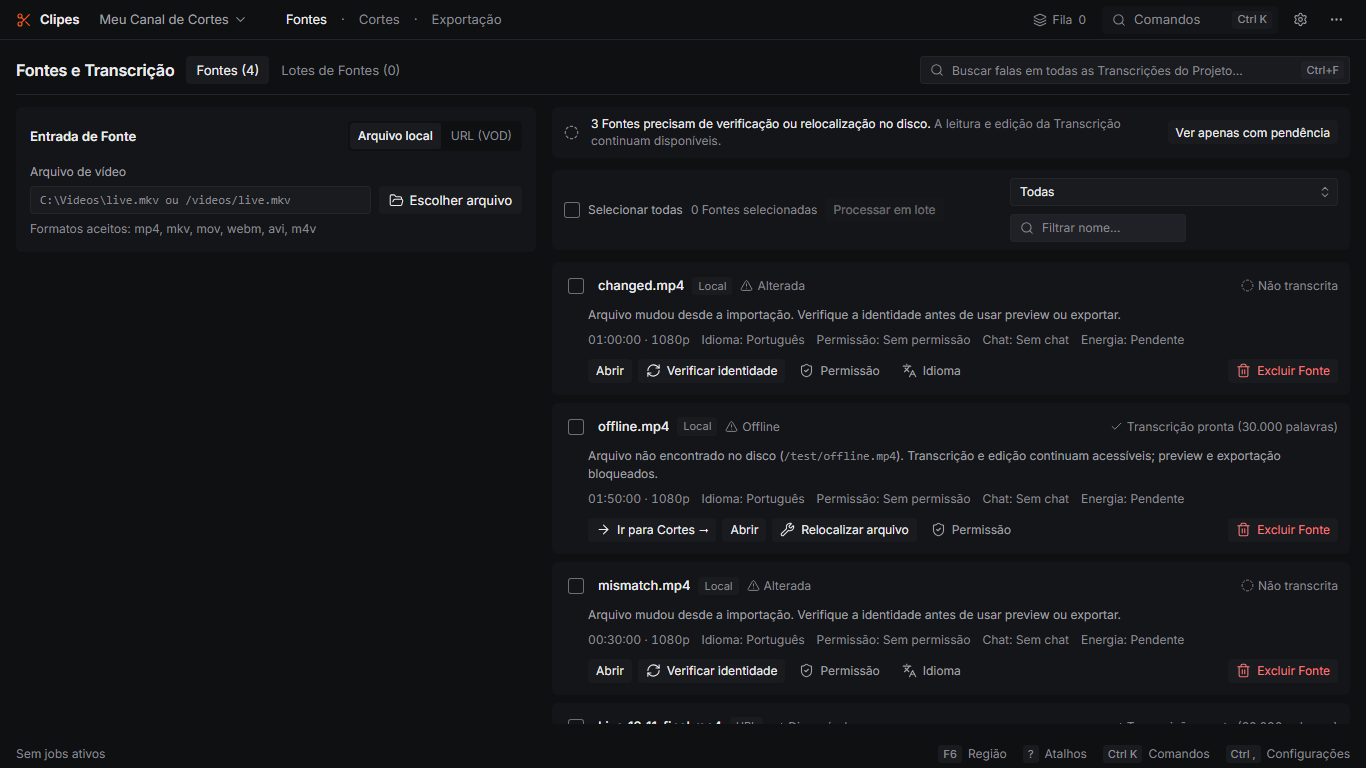 Clipes Meu Canal de Cortes Fontes · Cortes · Exportação Fila 0 Comandos Ctrl K
Fontes e Transcrição Fontes (4) Lotes de Fontes (0) Buscar falas em todas as Transcrições do Projeto... Ctrl+F
Entrada de Fonte Arquivo local URL (VOD)
Arquivo de vídeo
C:\Videos\live.mkv ou /videos/live.mkv Escolher arquivo
Formatos aceitos: mp4, mkv, mov, webm, avi, m4v
3 Fontes precisam de verificação ou relocalização no disco. A leitura e edição da Transcrição
continuam disponíveis.
Ver apenas com pendência
Selecionar todas 0 Fontes selecionadas Processar em lote
Todas
Filtrar nome...
changed.mp4 Local Alterada Não transcrita
Arquivo mudou desde a importação. Verifique a identidade antes de usar preview ou exportar.
01:00:00 · 1080p Idioma: Português Permissão: Sem permissão Chat: Sem chat Energia: Pendente
Abrir Verificar identidade Permissão Idioma Excluir Fonte
offline.mp4 Local Offline Transcrição pronta (30.000 palavras)
Arquivo não encontrado no disco (/test/offline.mp4). Transcrição e edição continuam acessíveis; preview e exportação
bloqueados.
01:50:00 · 1080p Idioma: Português Permissão: Sem permissão Chat: Sem chat Energia: Pendente
→ Ir para Cortes → Abrir Relocalizar arquivo Permissão Excluir Fonte
mismatch.mp4 Local Alterada Não transcrita
Arquivo mudou desde a importação. Verifique a identidade antes de usar preview ou exportar.
00:30:00 · 1080p Idioma: Português Permissão: Sem permissão Chat: Sem chat Energia: Pendente
Abrir Verificar identidade Permissão Idioma Excluir Fonte
Sem jobs ativos F6 Região ? Atalhos Ctrl K Comandos Ctrl , Configurações